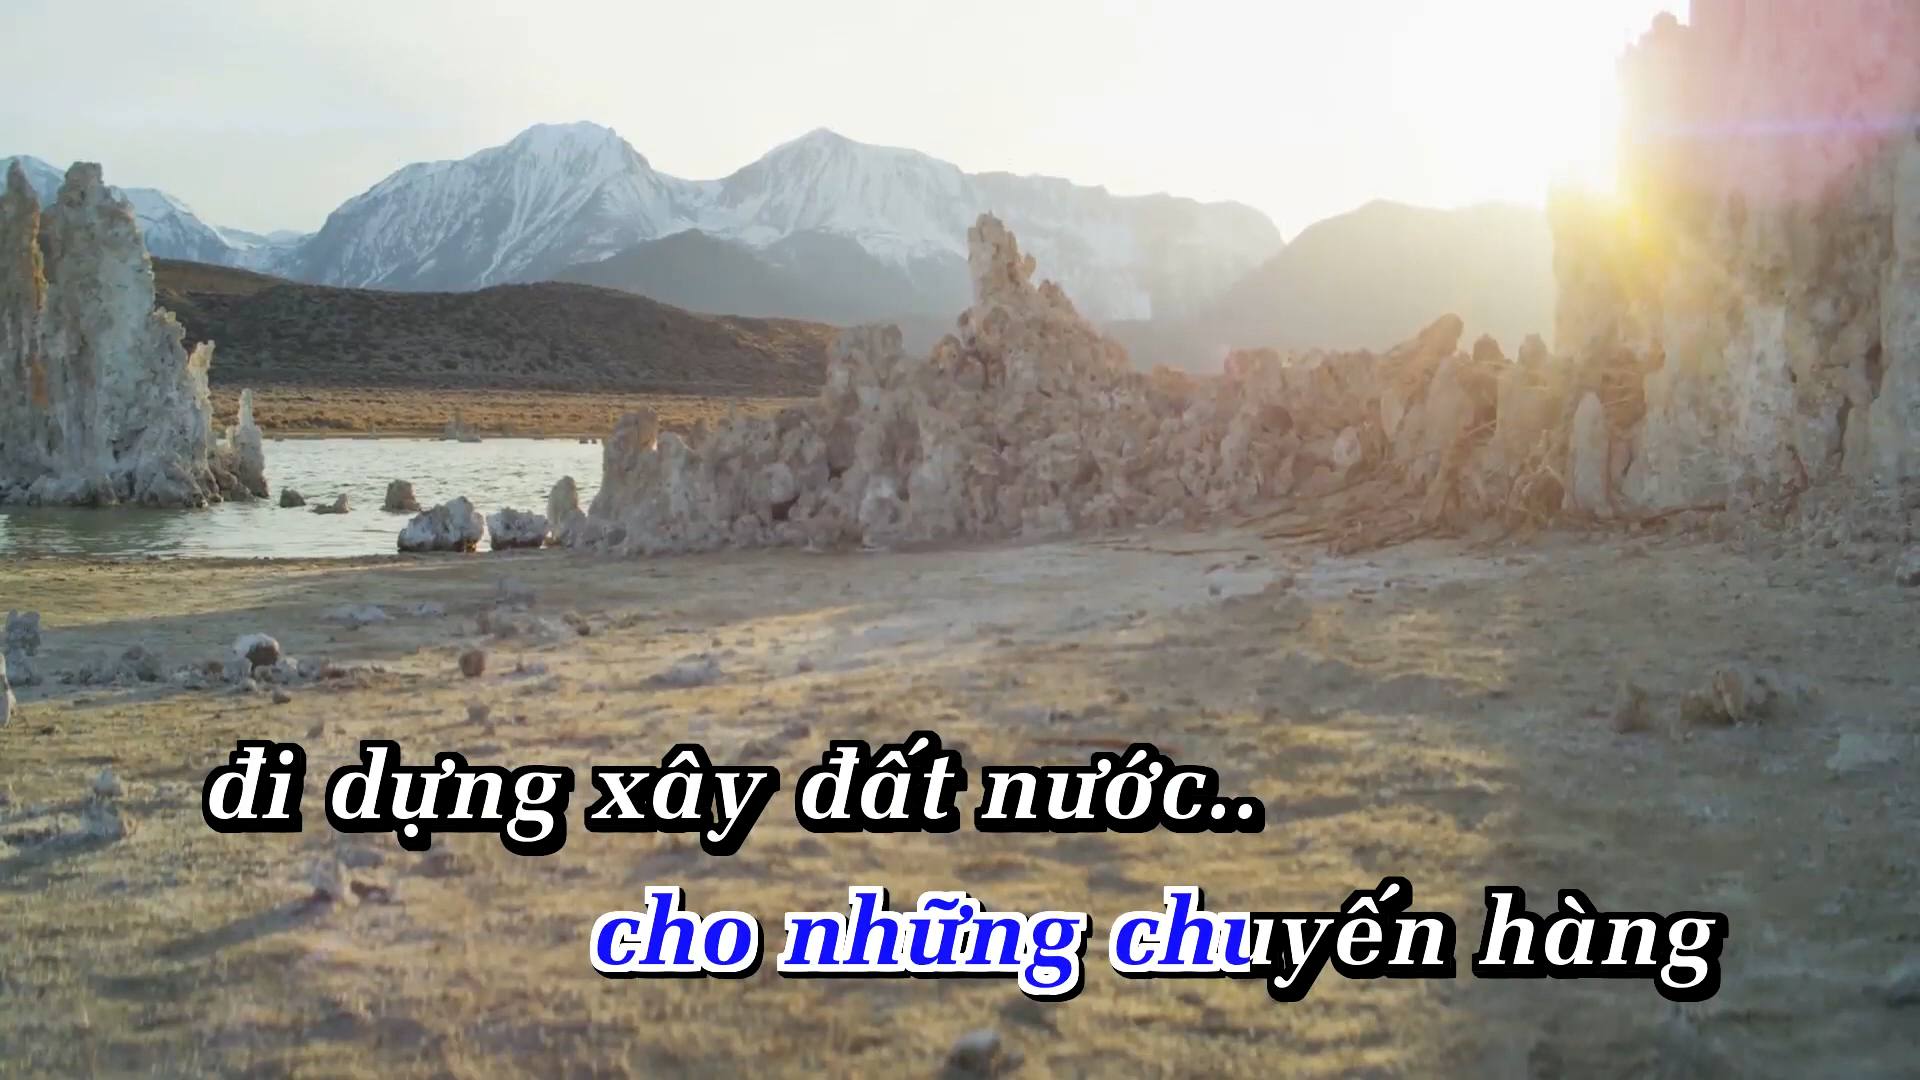 đi dựng xây đất nước..
cho những chuyến hàng